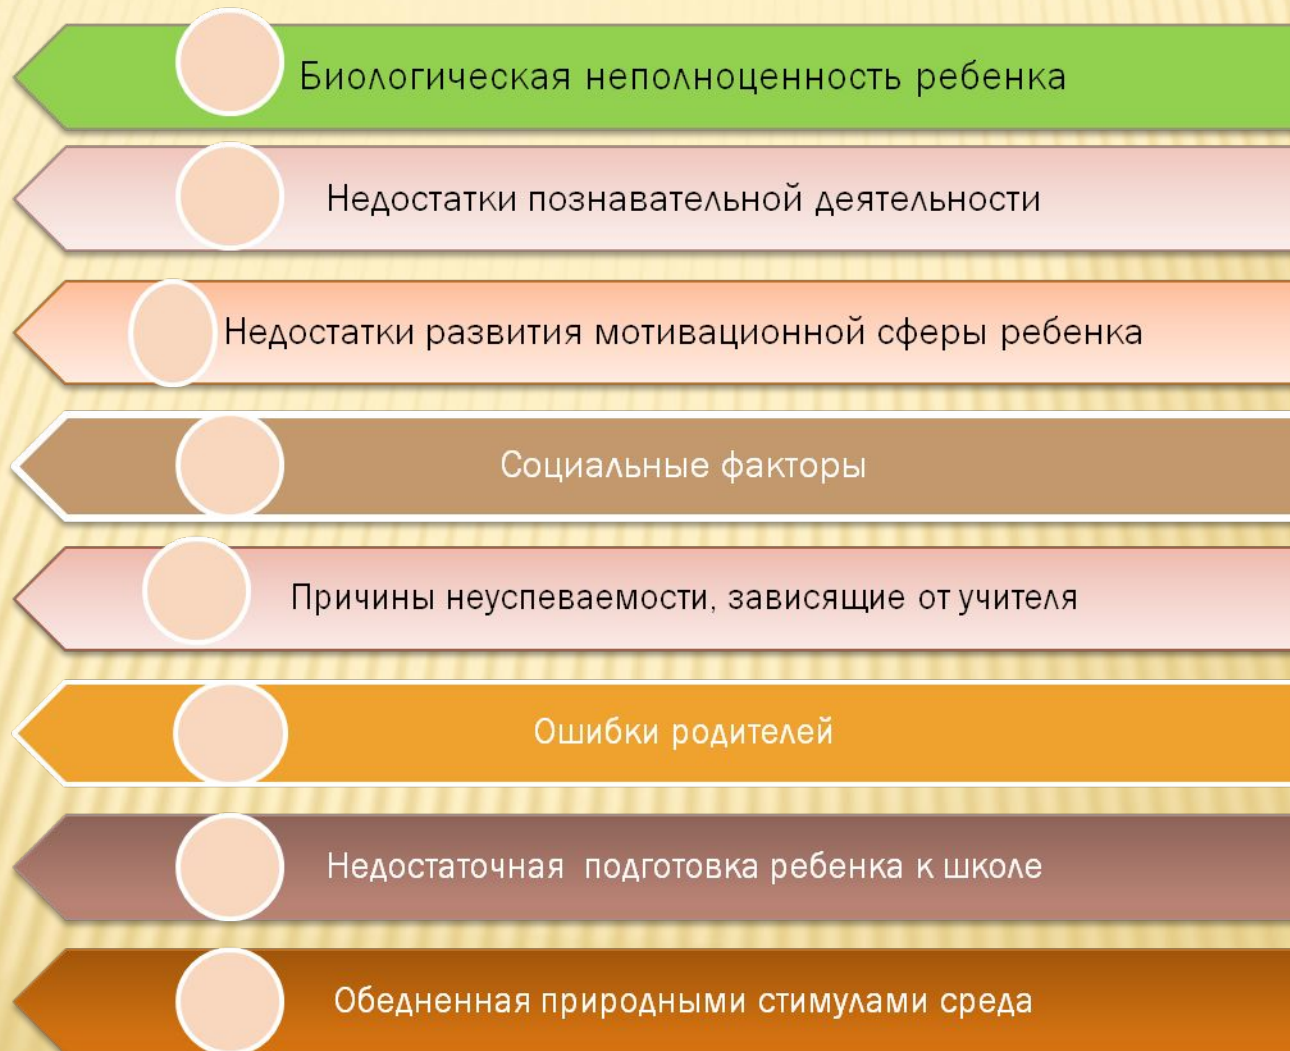 Биологическая неполноценность ребенка
Недостатки познавательной деятельности
Недостатки развития мотивационной сферы ребенка
Социальные факторы
Причины неуспеваемости, зависящие от учителя
Ошибки родителей
Недостаточная подготовка ребенка к школе
Обедненная природными стимулами среда